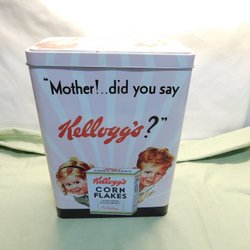 "Mother!..did you say
Kellogg's?"
Kellogg's
CORN
FLAKES